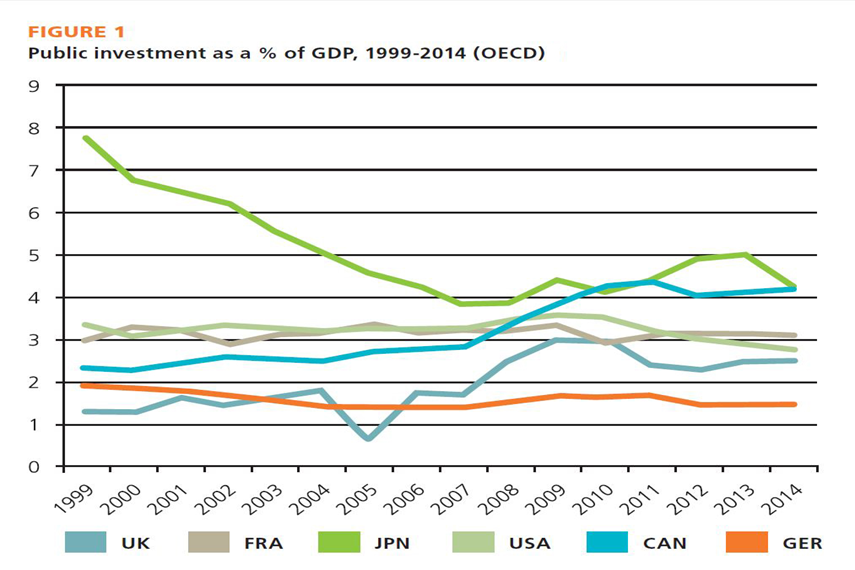 FIGURE 1
Public investment as a % of GDP, 1999-2014 (OECD)
9
8
7
6
5
4
3
2
1
0
1999 2000 2001 2002 2003 2004 2005 2006 2007 2008 2009 2010 2011 2012 2013 2014
UK FRA JPN USA CAN GER